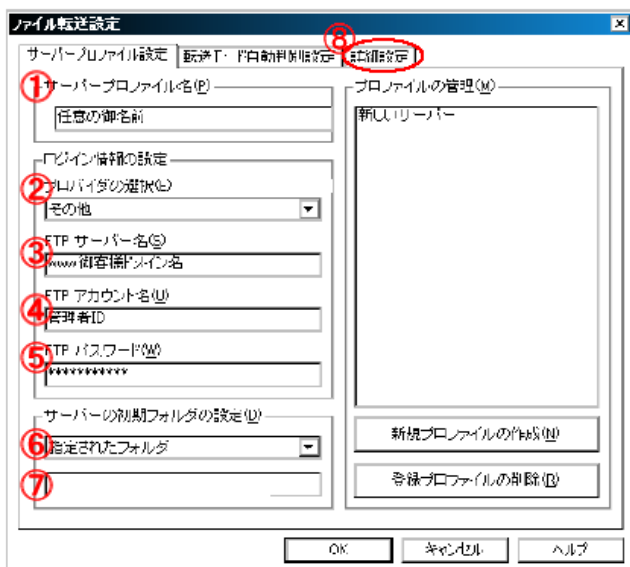 ファイル転送設定
サーバープロファイル設定 転送モード自動判別設定 ⑧ 詳細設定
① サーバープロファイル名(P)
任意の御名前
ログイン情報の設定
② プロバイダの選択(E)
その他
③ FTP サーバー名(S)
www.御客様ドメイン名
④ FTP アカウント名(U)
管理者ID
⑤ FTP パスワード(W)
***********
サーバーの初期フォルダの設定(D)
⑥ 指定されたフォルダ
⑦
プロファイルの管理(M)
新しいサーバー
新規プロファイルの作成(N)
登録プロファイルの削除(R)
OK キャンセル ヘルプ